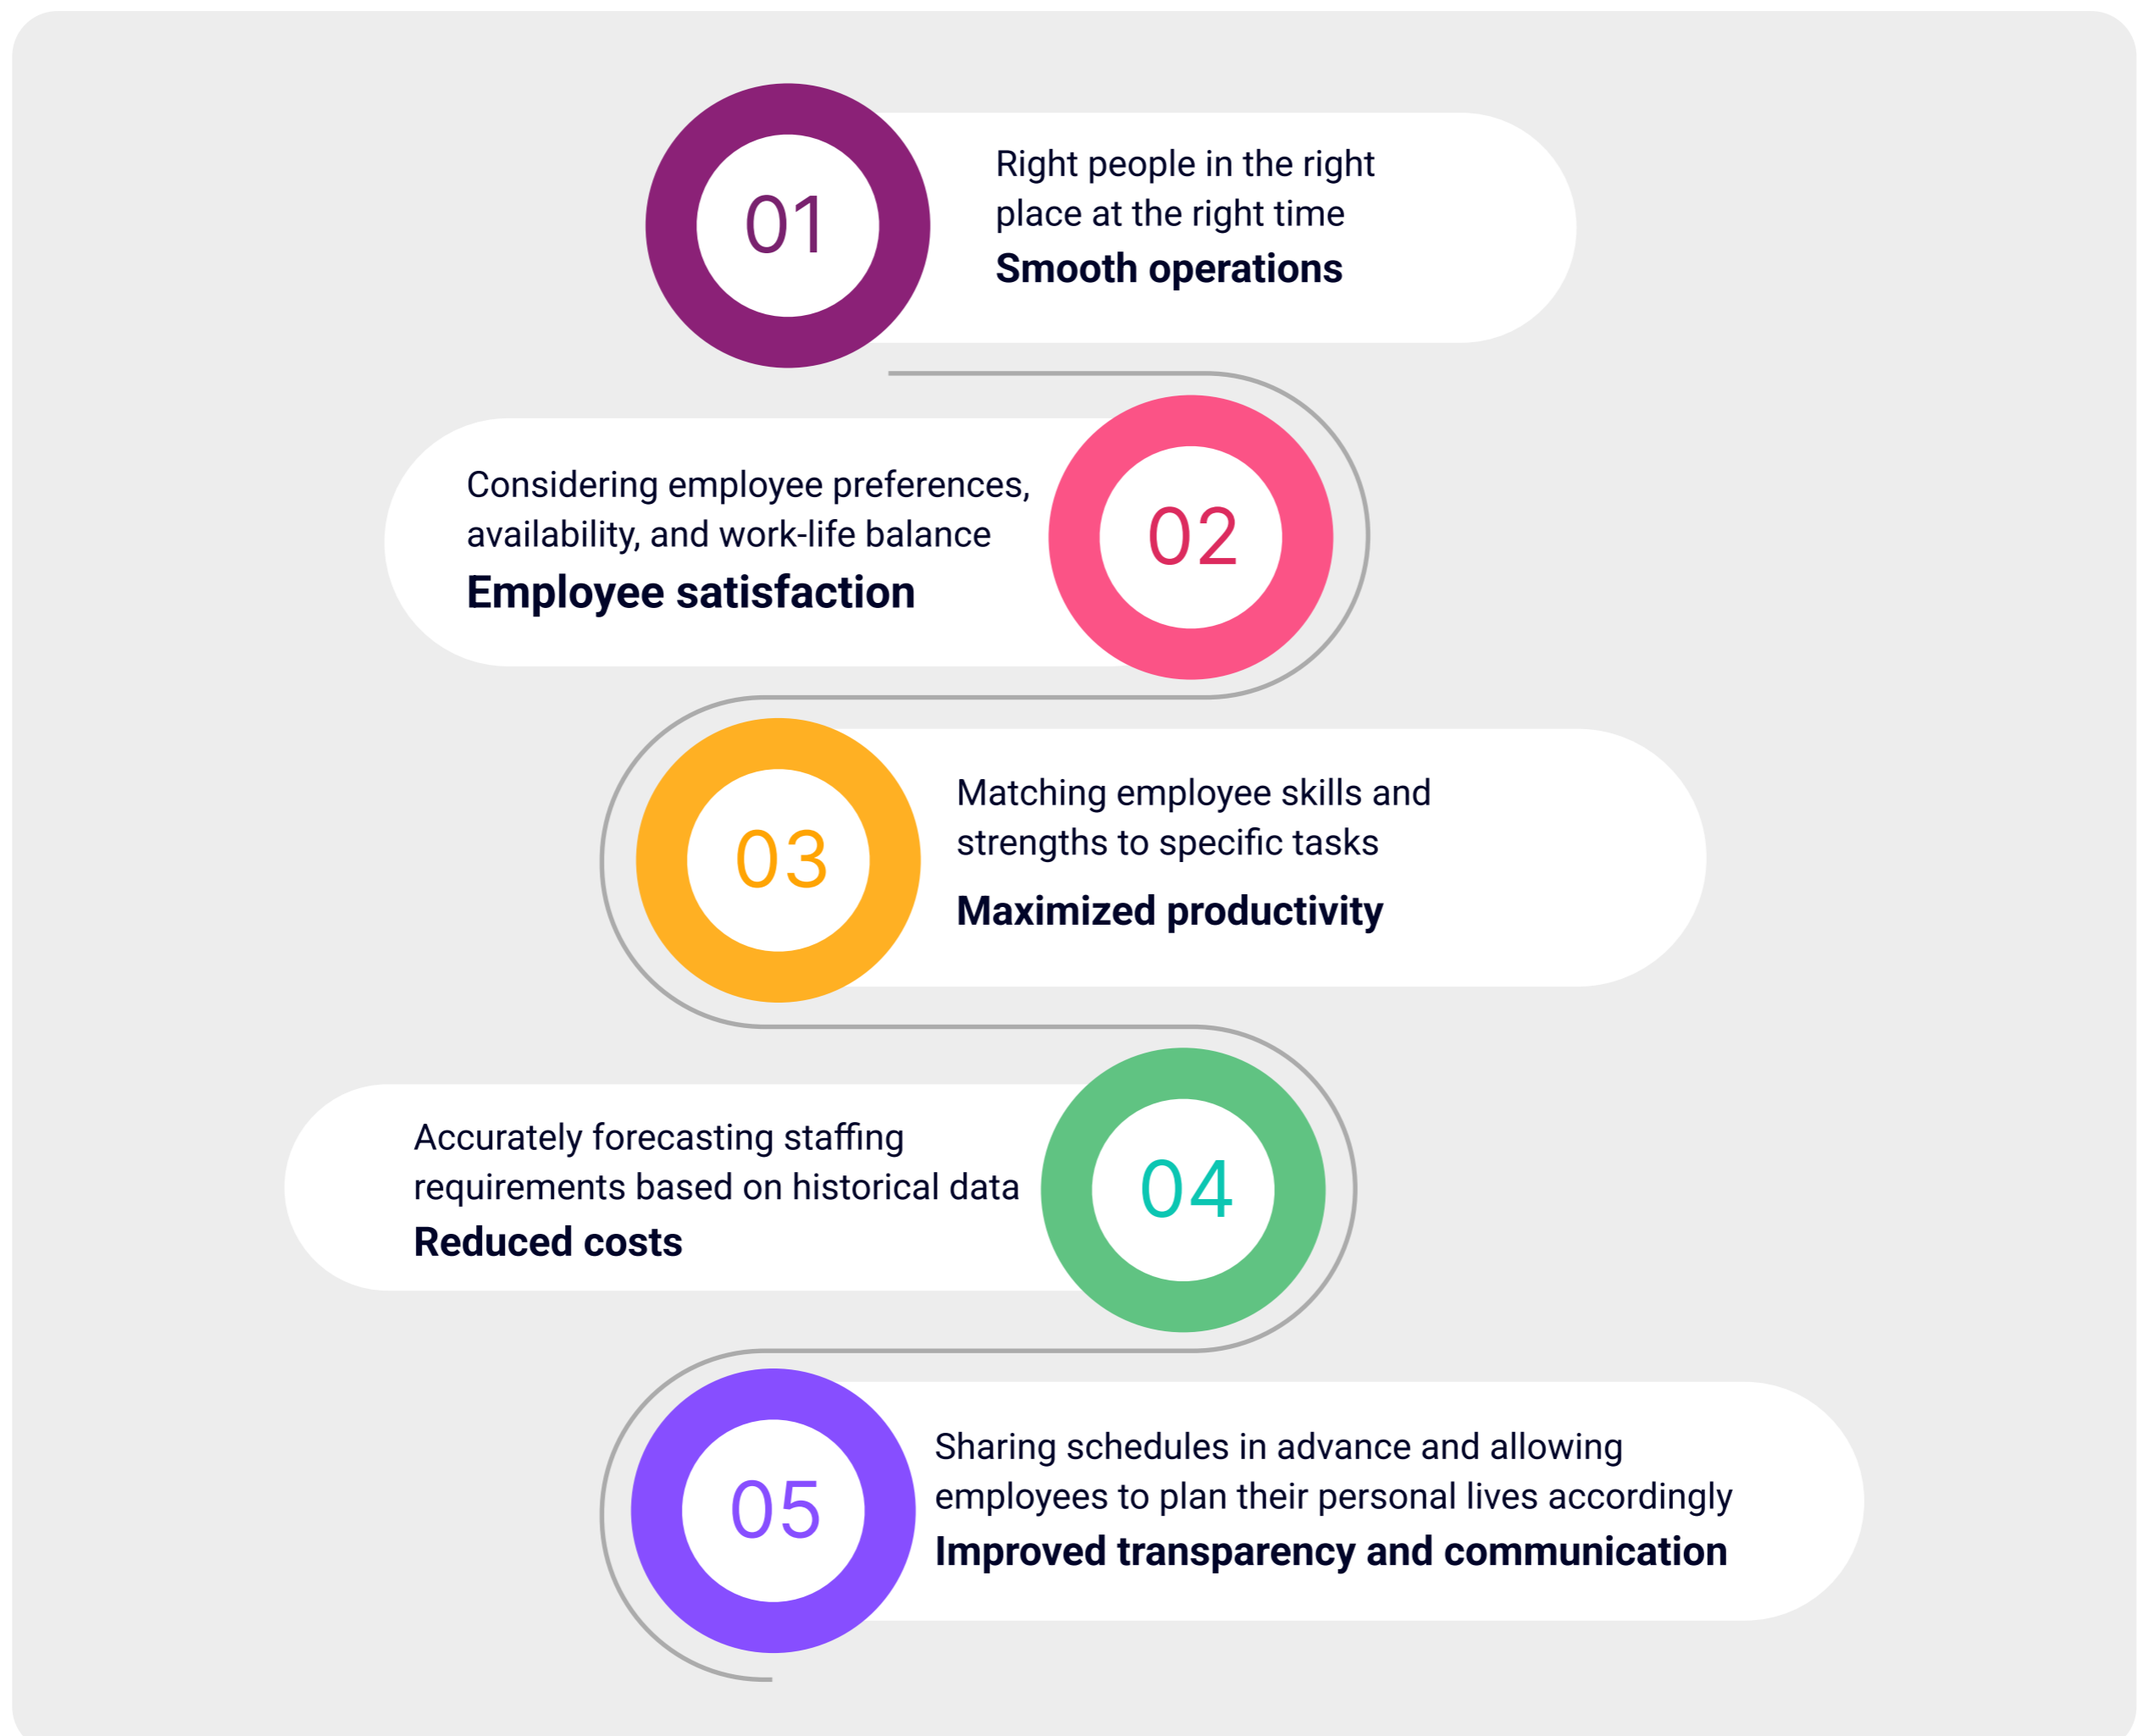 01
Right people in the right
place at the right time
Smooth operations
Considering employee preferences,
availability, and work-life balance
Employee satisfaction
02
03
Matching employee skills and
strengths to specific tasks
Maximized productivity
Accurately forecasting staffing
requirements based on historical data
Reduced costs
04
05
Sharing schedules in advance and allowing
employees to plan their personal lives accordingly
Improved transparency and communication